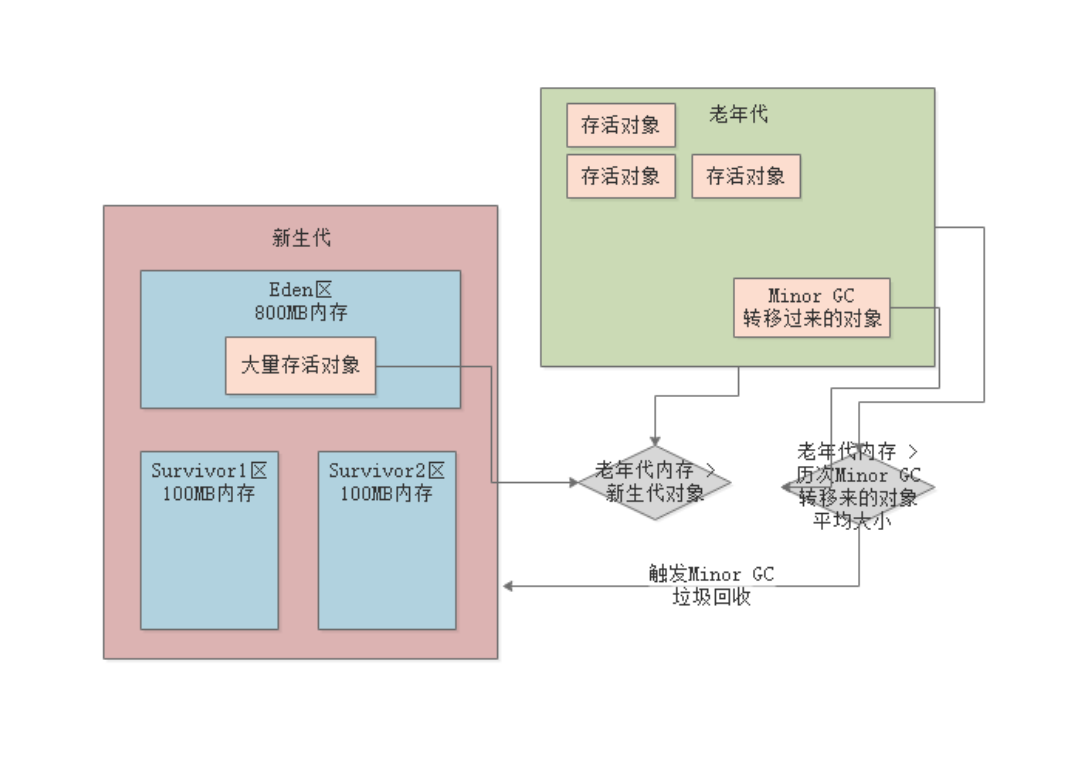 老年代
存活对象
存活对象
存活对象
Minor GC
转移过来的对象
新生代
Eden区
800MB内存
大量存活对象
Survivor1区
100MB内存
Survivor2区
100MB内存
老年代内存 >
新生代对象
老年代内存 >
历次Minor GC
转移来的对象
平均大小
触发Minor GC
垃圾回收